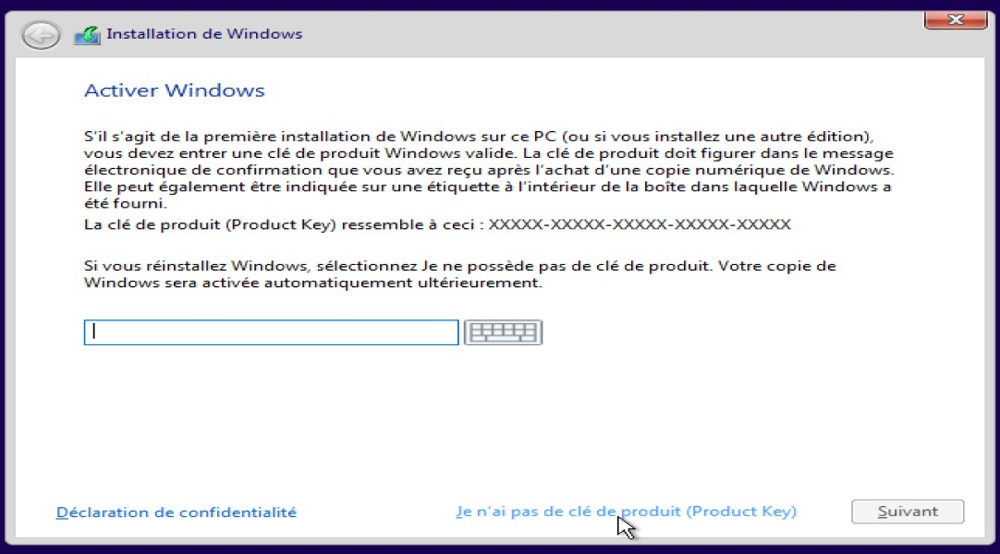 Installation de Windows
Activer Windows
S'il s'agit de la première installation de Windows sur ce PC (ou si vous installez une autre édition),
vous devez entrer une clé de produit Windows valide. La clé de produit doit figurer dans le message
électronique de confirmation que vous avez reçu après l'achat d'une copie numérique de Windows.
Elle peut également être indiquée sur une étiquette à l'intérieur de la boîte dans laquelle Windows a
été fourni.
La clé de produit (Product Key) ressemble à ceci : XXXXX-XXXXX-XXXXX-XXXXX-XXXXX
Si vous réinstallez Windows, sélectionnez Je ne possède pas de clé de produit. Votre copie de
Windows sera activée automatiquement ultérieurement.
Déclaration de confidentialité
Je n'ai pas de clé de produit (Product Key)
Suivant